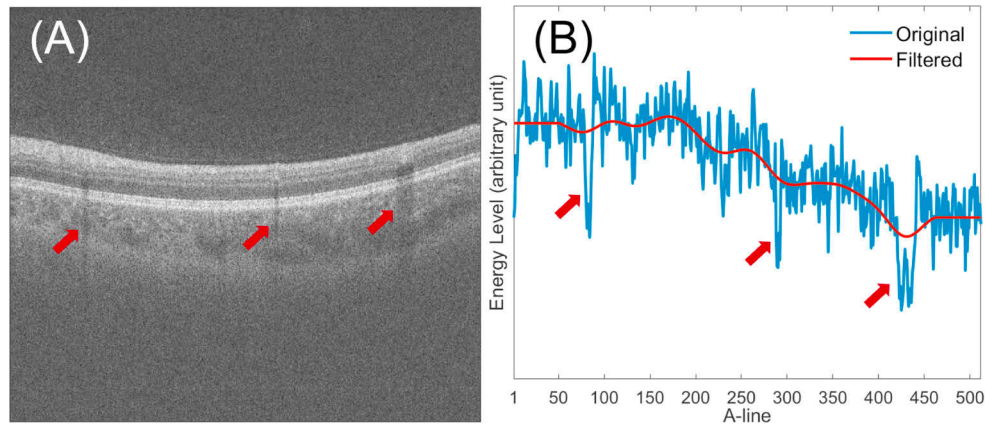 (A)
(B)
Original
Filtered
Energy Level (arbitrary unit)
1 50 100 150 200 250 300 350 400 450 500
A-line